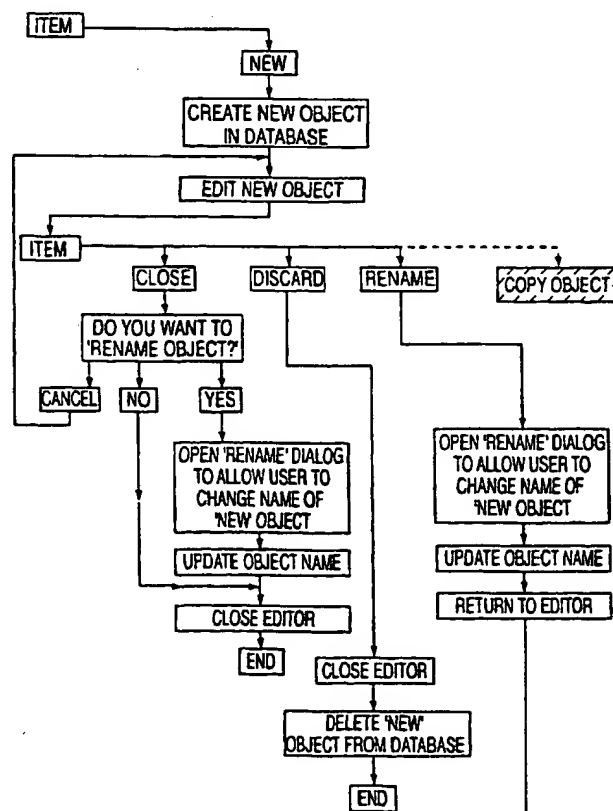 ITEM
NEW
CREATE NEW OBJECT
IN DATABASE
EDIT NEW OBJECT
ITEM
CLOSE
DISCARD
RENAME
COPY OBJECT
DO YOU WANT TO
'RENAME OBJECT?'
CANCEL
NO
YES
OPEN 'RENAME' DIALOG
TO ALLOW USER TO
CHANGE NAME OF
'NEW' OBJECT
UPDATE OBJECT NAME
CLOSE EDITOR
END
CLOSE EDITOR
DELETE 'NEW'
OBJECT FROM DATABASE
END
OPEN 'RENAME' DIALOG
TO ALLOW USER TO
CHANGE NAME OF
'NEW' OBJECT
UPDATE OBJECT NAME
RETURN TO EDITOR